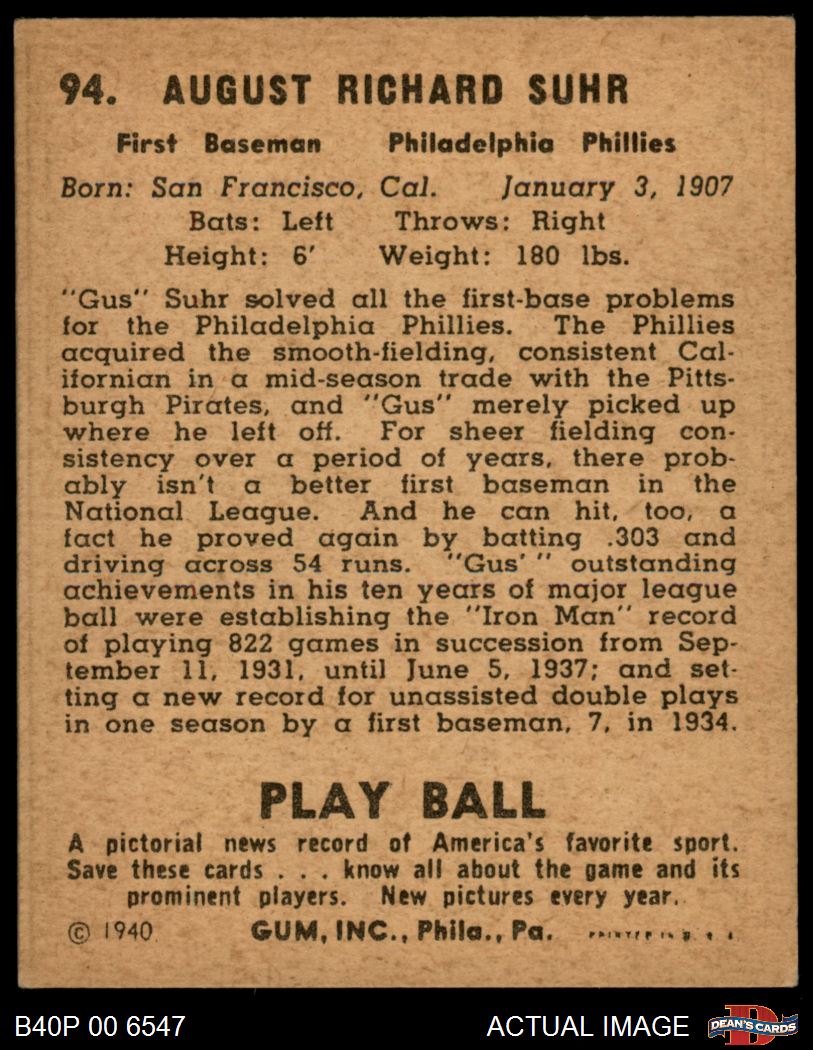 94. AUGUST RICHARD SUHR
First Baseman Philadelphia Phillies
Born: San Francisco, Cal. January 3, 1907
Bats: Left Throws: Right
Height: 6' Weight: 180 lbs.
"Gus" Suhr solved all the first-base problems
for the Philadelphia Phillies. The Phillies
acquired the smooth-fielding, consistent Cal-
ifornian in a mid-season trade with the Pitts-
burgh Pirates, and "Gus" merely picked up
where he left off. For sheer fielding con-
sistency over a period of years, there prob-
ably isn't a better first baseman in the
National League. And he can hit, too, a
fact he proved again by batting .303 and
driving across 54 runs. "Gus' " outstanding
achievements in his ten years of major league
ball were establishing the "Iron Man" record
of playing 822 games in succession from Sep-
tember 11, 1931, until June 5, 1937; and set-
ting a new record for unassisted double plays
in one season by a first baseman, 7, in 1934.
PLAY BALL
A pictorial news record of America's favorite sport.
Save these cards . . . know all about the game and its
prominent players. New pictures every year.
© 1940 GUM, INC., Phila., Pa. PRINTED IN
B40P 00 6547 ACTUAL IMAGE DEAN'S CARDS